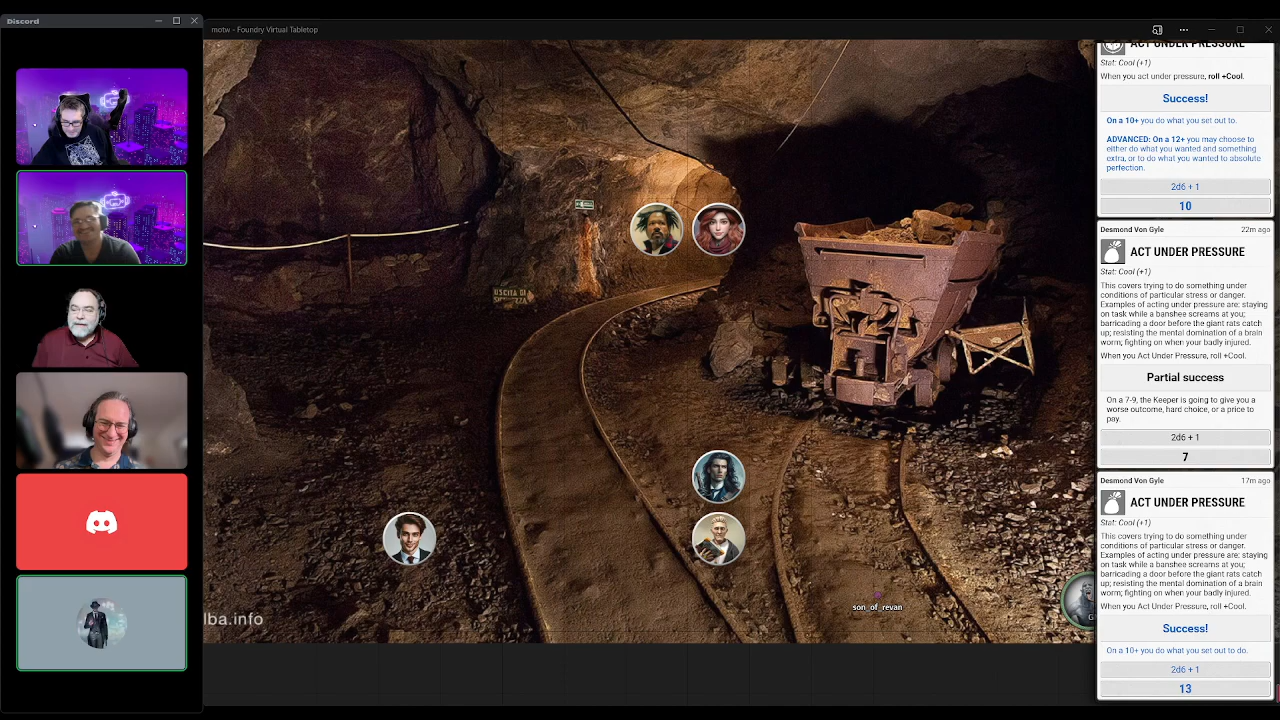 Discord
motw - Foundry Virtual Tabletop
USCITA DI
SICUREZZA
lba.info
son_of_revan
G
ACT UNDER PRESSURE
Stat: Cool (+1)
When you act under pressure, roll +Cool.
Success!
On a 10+ you do what you set out to.
ADVANCED: On a 12+ you may choose to
either do what you wanted and something
extra, or to do what you wanted to absolute
perfection.
2d6 + 1
10
Desmond Von Gyle 22m ago
ACT UNDER PRESSURE
Stat: Cool (+1)
This covers trying to do something under
conditions of particular stress or danger.
Examples of acting under pressure are: staying
on task while a banshee screams at you;
barricading a door before the giant rats catch
up; resisting the mental domination of a brain
worm; fighting on when your badly injured.
When you Act Under Pressure, roll +Cool.
Partial success
On a 7-9, the Keeper is going to give you a
worse outcome, hard choice, or a price to
pay.
2d6 + 1
7
Desmond Von Gyle 17m ago
ACT UNDER PRESSURE
Stat: Cool (+1)
This covers trying to do something under
conditions of particular stress or danger.
Examples of acting under pressure are: staying
on task while a banshee screams at you;
barricading a door before the giant rats catch
up; resisting the mental domination of a brain
worm; fighting on when your badly injured.
When you Act Under Pressure, roll +Cool.
Success!
On a 10+ you do what you set out to do.
2d6 + 1
13